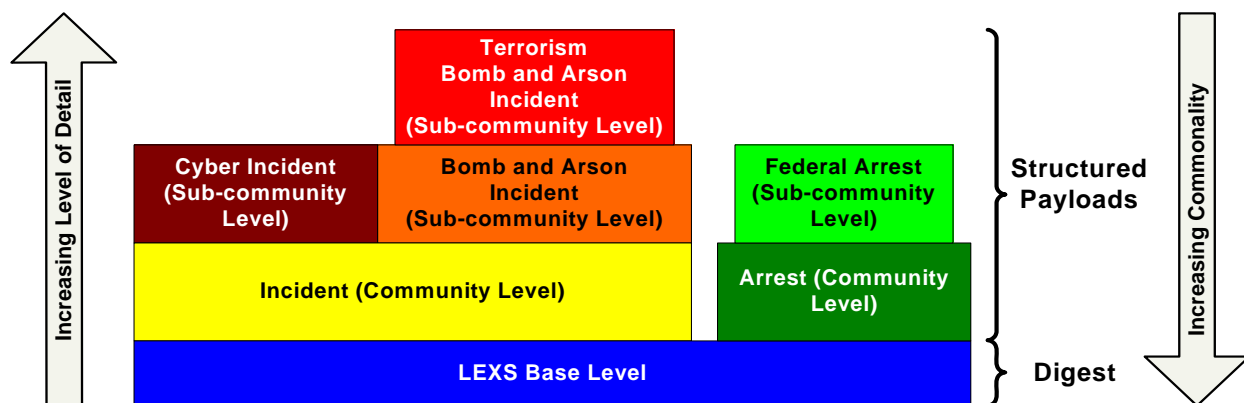 Increasing Level of Detail
Terrorism
Bomb and Arson
Incident
(Sub-community Level)
Cyber Incident
(Sub-community
Level)
Bomb and Arson
Incident
(Sub-community Level)
Federal Arrest
(Sub-community
Level)
Incident (Community Level)
Arrest (Community
Level)
LEXS Base Level
Structured
Payloads
Digest
Increasing Commonality